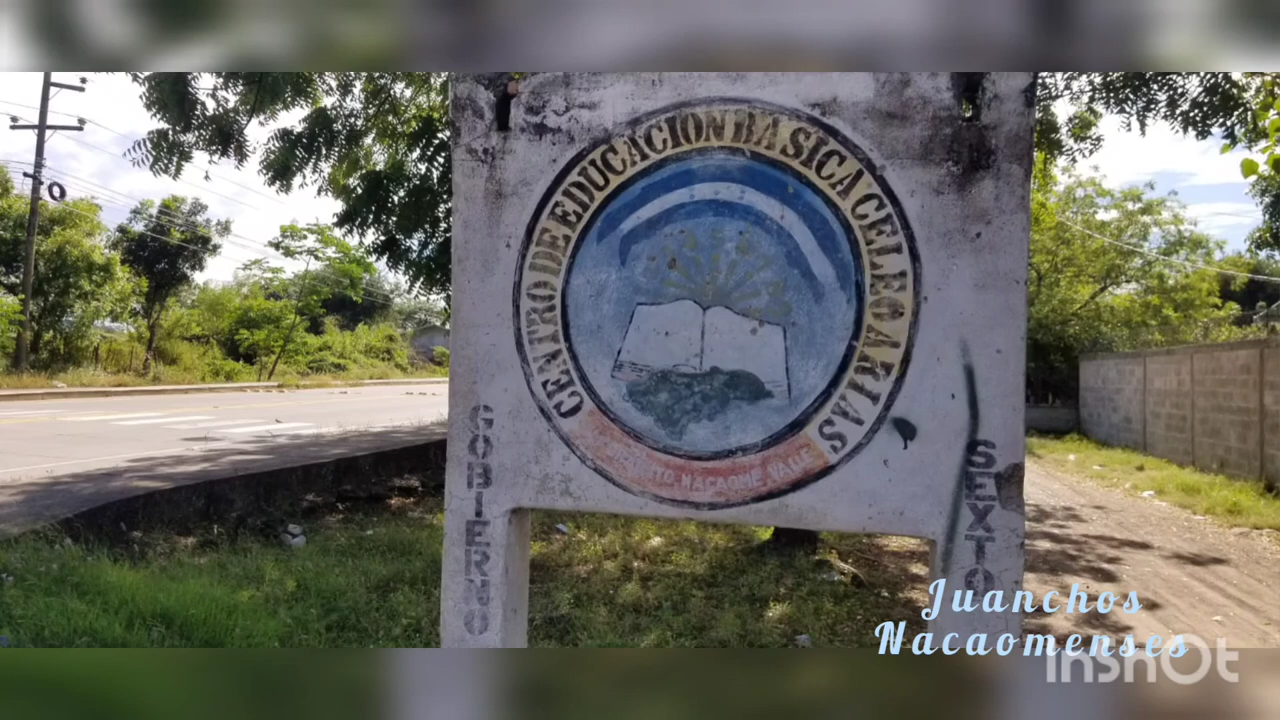 CENTRO DE EDUCACION BASICA CELEO ARIAS
NACAOME VALLE
GOBIERNO
SEXTO
Juanchos
Nacaomenses
InShOt